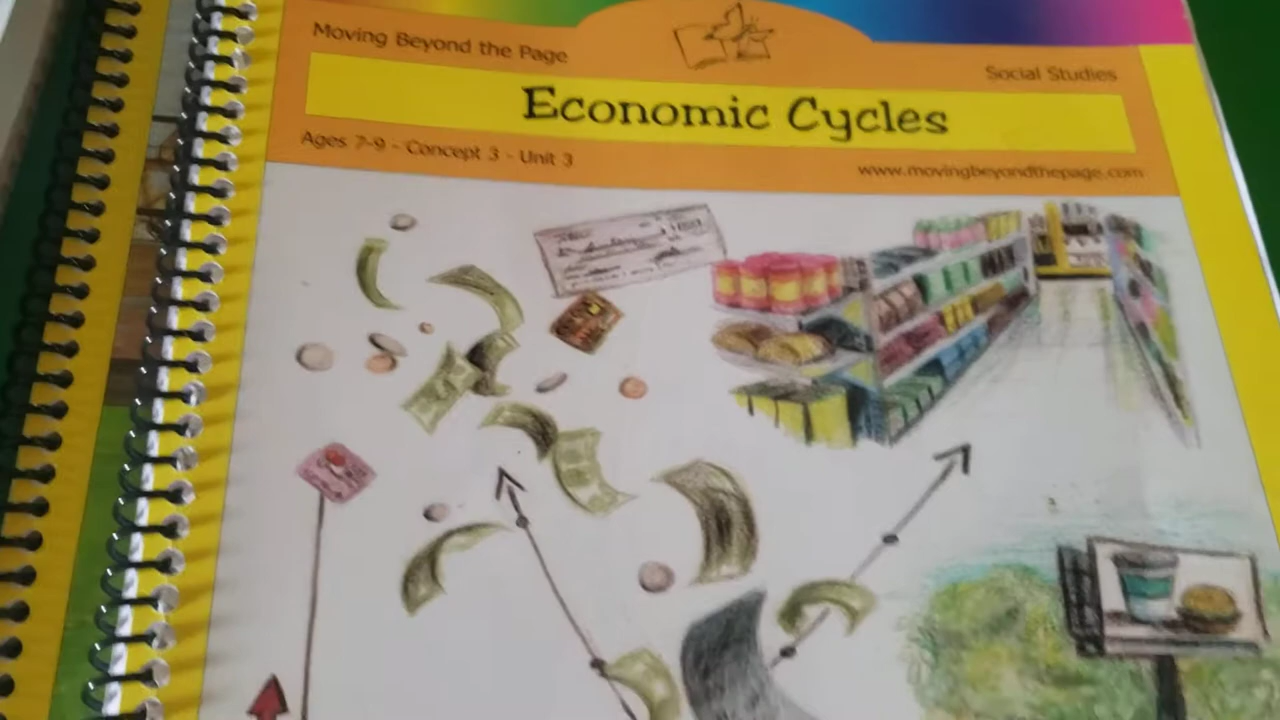 Moving Beyond the Page
Social Studies
Economic Cycles
Ages 7-9 - Concept 3 - Unit 3
www.movingbeyondthepage.com